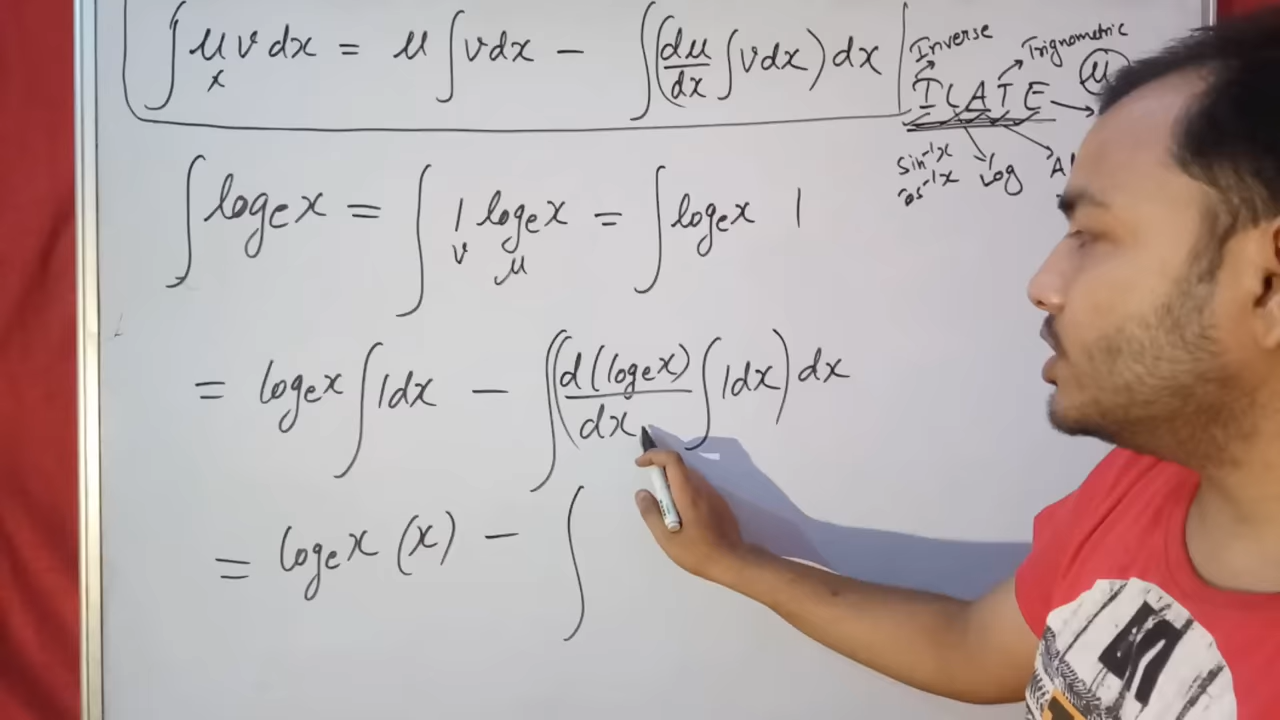 ∫ u v dx = u ∫ v dx − ∫ (du/dx ∫ v dx) dx
x
Inverse
Trignometric
I L A T E
u
sin⁻¹x
cos⁻¹x
Log
A
∫ logₑx = ∫ 1 logₑx = ∫ logₑx 1
v u
= logₑx ∫ 1dx − ∫ (d(logₑx)/dx ∫ 1dx) dx
= logₑx (x) − ∫